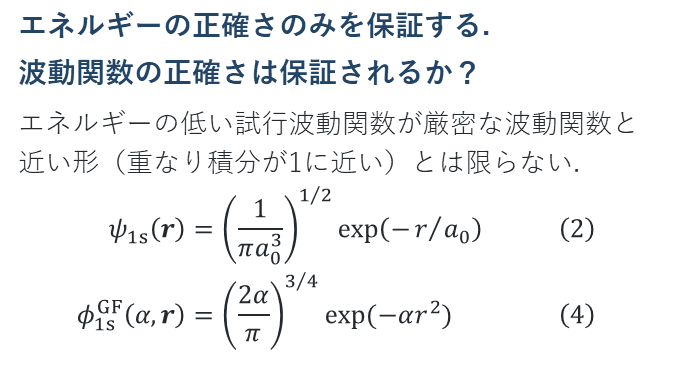 エネルギーの正確さのみを保証する.
波動関数の正確さは保証されるか？
エネルギーの低い試行波動関数が厳密な波動関数と
近い形（重なり積分が1に近い）とは限らない.
ψ₁ₛ(𝒓) = (1/πa₀³)^{1/2} exp(−r/a₀) (2)
ϕ₁ₛ^{GF}(α, 𝒓) = (2α/π)^{3/4} exp(−αr²) (4)